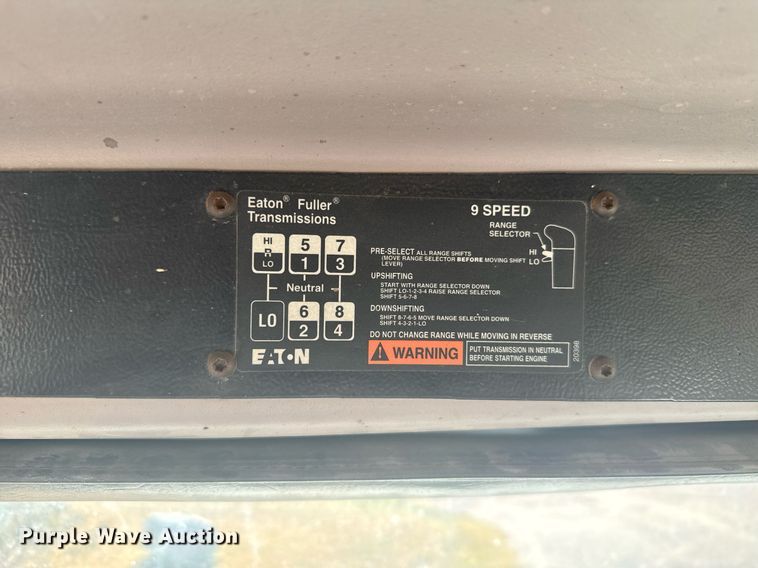 Eaton® Fuller®
Transmissions
9 SPEED
RANGE
SELECTOR
HI
LO
HI
R
LO
5
1
7
3
Neutral
LO
6
2
8
4
EATON
PRE-SELECT ALL RANGE SHIFTS
(MOVE RANGE SELECTOR BEFORE MOVING SHIFT
LEVER)
UPSHIFTING
START WITH RANGE SELECTOR DOWN
SHIFT LO-1-2-3-4 RAISE RANGE SELECTOR
SHIFT 5-6-7-8
DOWNSHIFTING
SHIFT 8-7-6-5 MOVE RANGE SELECTOR DOWN
SHIFT 4-3-2-1-LO
DO NOT CHANGE RANGE WHILE MOVING IN REVERSE
WARNING
PUT TRANSMISSION IN NEUTRAL
BEFORE STARTING ENGINE
20398
Purple Wave Auction